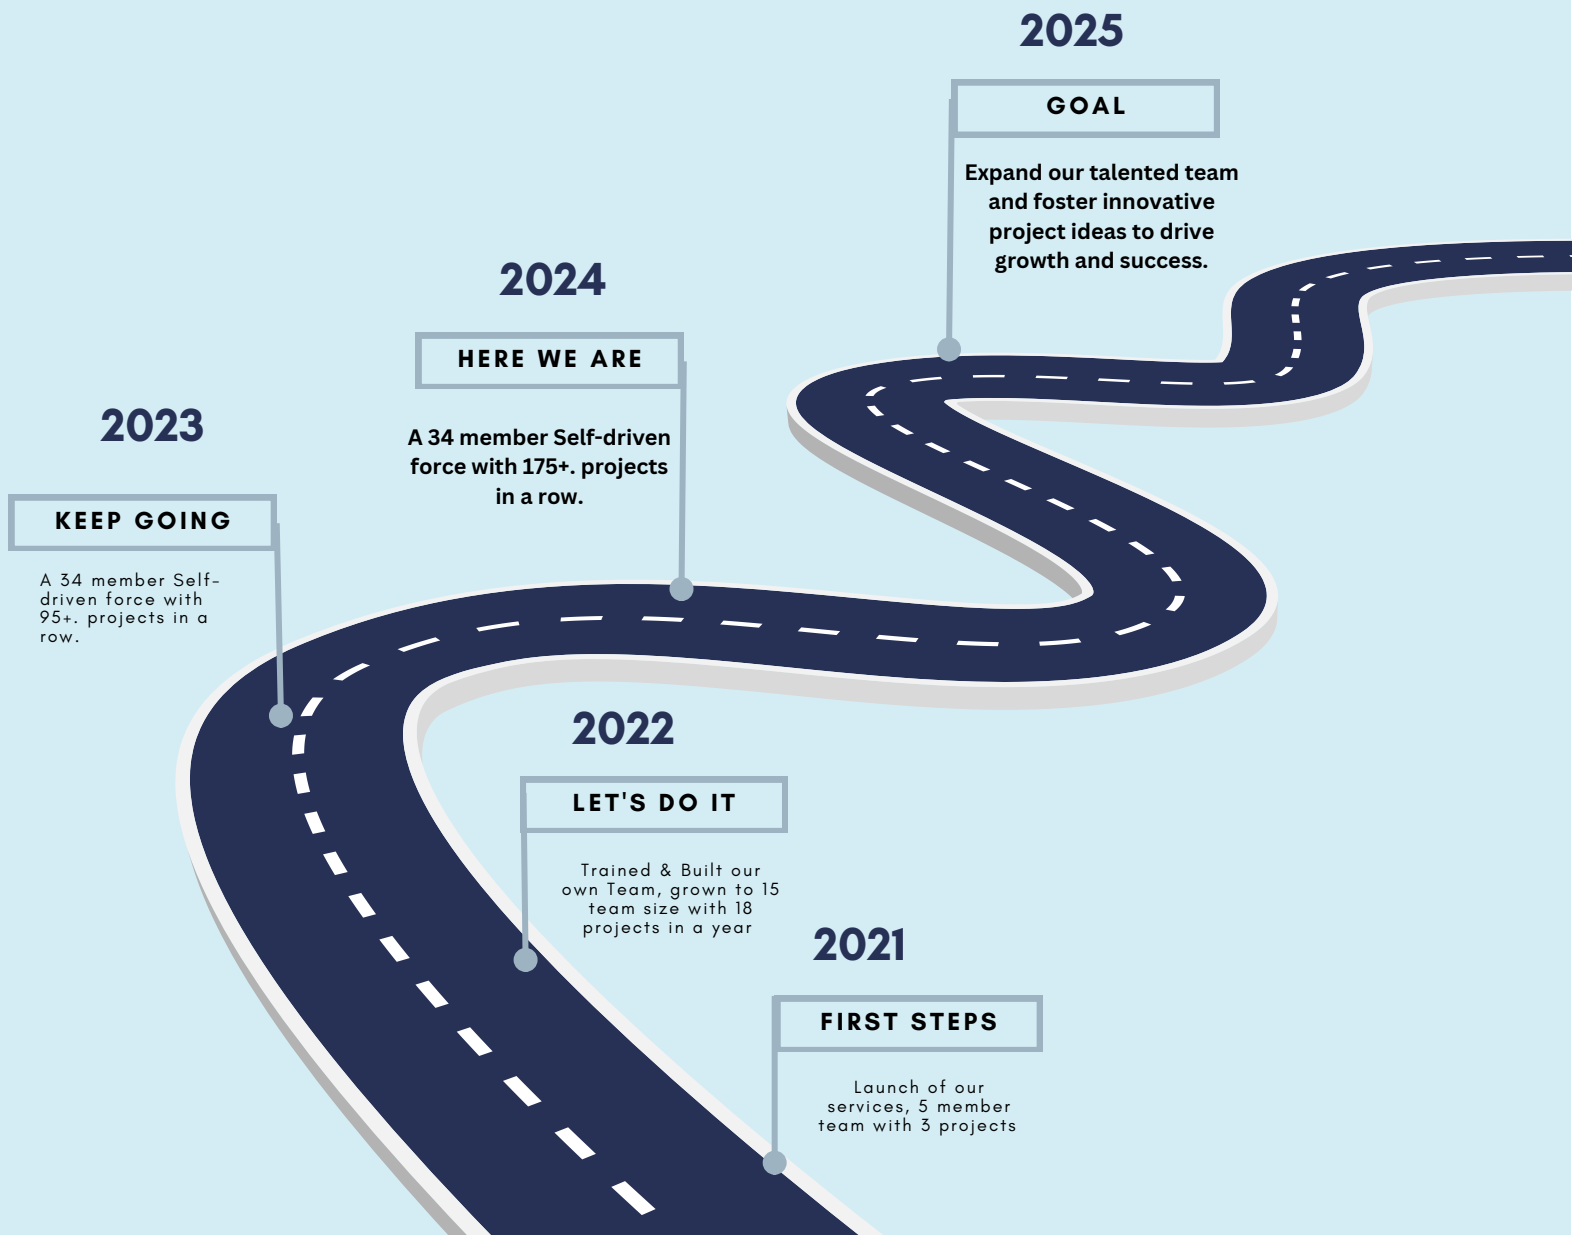 2025
GOAL
Expand our talented team
and foster innovative
project ideas to drive
growth and success.
2024
HERE WE ARE
A 34 member Self-driven
force with 175+. projects
in a row.
2023
KEEP GOING
A 34 member Self-
driven force with
95+. projects in a
row.
2022
LET'S DO IT
Trained & Built our
own Team, grown to 15
team size with 18
projects in a year
2021
FIRST STEPS
Launch of our
services, 5 member
team with 3 projects